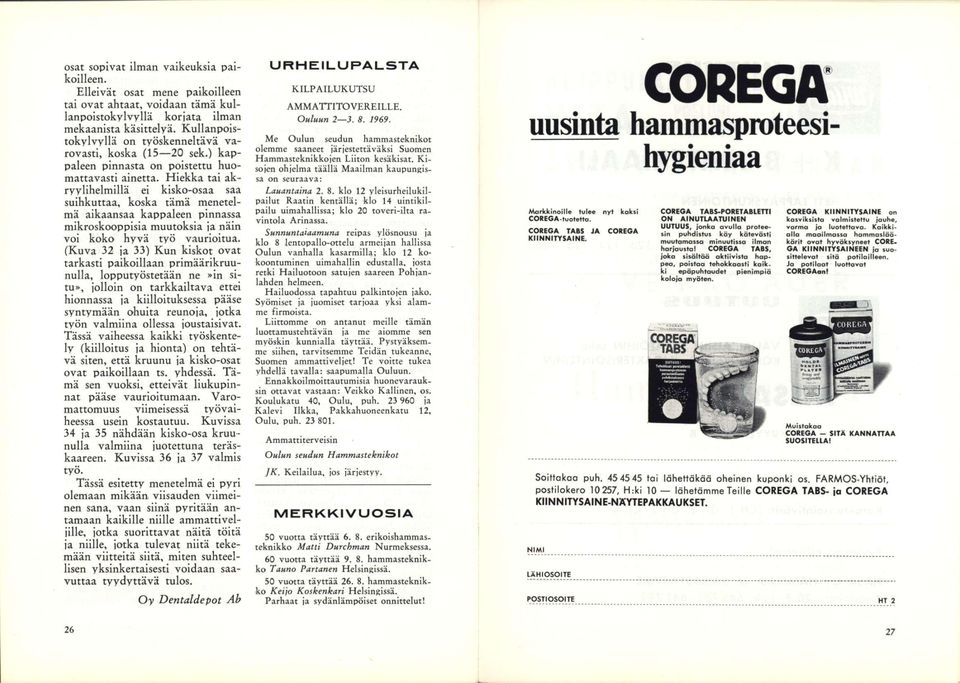 osat sopivat ilman vaikeuksia pai-
koilleen.
Elleivät osat mene paikoilleen
tai ovat ahtaat, voidaan tämä kul-
lanpoistokylvyllä korjata ilman
mekaanista käsittelyä. Kullanpois-
tokylvyllä on työskenneltävä va-
rovasti, koska (15—20 sek.) kap-
paleen pinnasta on poistettu huo-
mattavasti ainetta. Hiekka tai ak-
ryylihelmillä ei kisko-osaa saa
suihkuttaa, koska tämä menetel-
mä aikaansaa kappaleen pinnassa
mikroskooppisia muutoksia ja näin
voi koko hyvä työ vaurioitua.
(Kuva 32 ja 33) Kun kiskot ovat
tarkasti paikoillaan primäärikruu-
nulla, lopputyöstetään ne »in si-
tu», jolloin on tarkkailtava ettei
hionnassa ja kiilloituksessa pääse
syntymään ohuita reunoja, jotka
työn valmiina ollessa joustaisivat.
Tässä vaiheessa kaikki työskente-
ly (kiilloitus ja hionta) on tehtä-
vä siten, että kruunu ja kisko-osat
ovat paikoillaan ts. yhdessä. Tä-
mä sen vuoksi, etteivät liukupin-
nat pääse vaurioitumaan. Varo-
mattomuus viimeisessä työvai-
heessa usein kostautuu. Kuvissa
34 ja 35 nähdään kisko-osa kruu-
nulla valmiina juotettuna teräs-
kaareen. Kuvissa 36 ja 37 valmis
työ.
Tässä esitetty menetelmä ei pyri
olemaan mikään viisauden viimei-
nen sana, vaan siinä pyritään an-
tamaan kaikille niille ammattivel-
jille, jotka suorittavat näitä töitä
ja niille, jotka tulevat niitä teke-
mään viitteitä siitä, miten suhteel-
lisen yksinkertaisesti voidaan saa-
vuttaa tyydyttävä tulos.
Oy Dentaldepot Ab
26
URHEILUPALSTA
KILPAILUKUTSU
AMMATTITOVEREILLE.
Ouluun 2—3. 8. 1969.
Me Oulun seudun hammasteknikot
olemme saaneet järjestettäväksi Suomen
Hammasteknikkojen Liiton kesäkisat. Ki-
sojen ohjelma täällä Maailman kaupungis-
sa on seuraava:
Lauantaina 2. 8. klo 12 yleisurheilukil-
pailut Raatin kentällä; klo 14 uintikil-
pailu uimahallissa; klo 20 toveri-ilta ra-
vintola Arinassa.
Sunnuntaiaamuna reipas ylösnousu ja
klo 8 lentopallo-ottelu armeijan hallissa
Oulun vanhalla kasarmilla; klo 12 ko-
koontuminen uimahallin edustalla, josta
retki Hailuotoon satujen saareen Pohjan-
lahden helmeen.
Hailuodossa tapahtuu palkintojen jako.
Syömiset ja juomiset tarjoaa yksi alam-
me firmoista.
Liittomme on antanut meille tämän
luottamustehtävän ja me aiomme sen
myöskin kunnialla täyttää. Pystyäksem-
me siihen, tarvitsemme Teidän tukeanne,
Suomen ammattiveljet! Te voitte tukea
yhdellä tavalla: saapumalla Ouluun.
Ennakkoilmoittautumisia huonevarauk-
sin ottavat vastaan: Veikko Kallinen, os.
Koulukatu 40, Oulu, puh. 23 960 ja
Kalevi Ilkka, Pakkahuoneenkatu 12,
Oulu, puh. 23 801.
Ammattiterveisin
Oulun seudun Hammasteknikot
JK. Keilailua, jos järjestyy.
MERKKIVUOSIA
50 vuotta täyttää 6. 8. erikoishammas-
teknikko Matti Durchman Nurmeksessa.
60 vuotta täyttää 9. 8. hammasteknik-
ko Tauno Partanen Helsingissä.
50 vuotta täyttää 26. 8. hammasteknik-
ko Keijo Koskenkari Helsingissä.
Parhaat ja sydänlämpöiset onnittelut!
COREGA®
uusinta hammasproteesi-
hygieniaa
Markkinoille tulee nyt kaksi
COREGA-tuotetta.
COREGA TABS JA COREGA
KIINNITYSAINE.
COREGA TABS-PORETABLETTI
ON AINUTLAATUINEN
UUTUUS, jonka avulla protee-
sin puhdistus käy kätevästi
muutamassa minuutissa ilman
harjausta! COREGA TABS,
joka sisältää aktiivista hap-
pea, poistaa tehokkaasti kaik-
ki epäpuhtaudet pienimpiä
koloja myöten.
COREGA KIINNITYSAINE on
kasviksista valmistettu jauhe,
varma ja luotettava. Kaikki-
alla maailmassa hammaslää-
kärit ovat hyväksyneet CORE-
GA KIINNITYSAINEEN ja suo-
sittelevat sitä potilailleen.
Ja potilaat luottavat
COREGAan!
COREGA
TABS
COREGA
COREGA
Muistakaa
COREGA — SITÄ KANNATTAA
SUOSITELLA!
Soittakaa puh. 45 45 45 tai lähettäkää oheinen kuponki os. FARMOS-Yhtiöt,
postilokero 10 257, H:ki 10 — lähetämme Teille COREGA TABS- ja COREGA
KIINNITYSAINE-NÄYTEPAKKAUKSET.
NIMI
LÄHIOSOITE
POSTIOSOITE HT 2
27